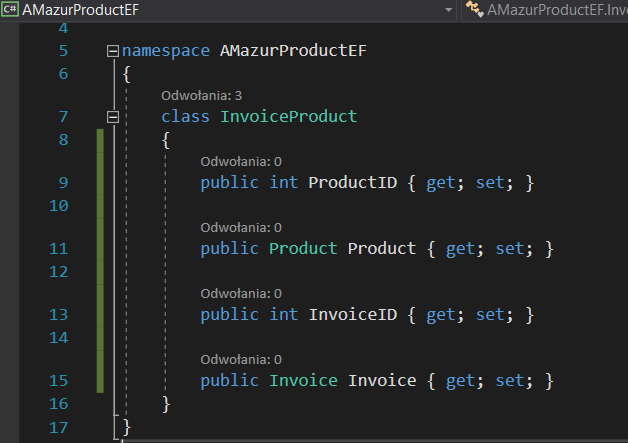 C# AMazurProductEF AMazurProductEF.Inv
4
5 namespace AMazurProductEF
6 {
Odwołania: 3
7 class InvoiceProduct
8 {
Odwołania: 0
9 public int ProductID { get; set; }
10
Odwołania: 0
11 public Product Product { get; set; }
12
Odwołania: 0
13 public int InvoiceID { get; set; }
14
Odwołania: 0
15 public Invoice Invoice { get; set; }
16 }
17 }